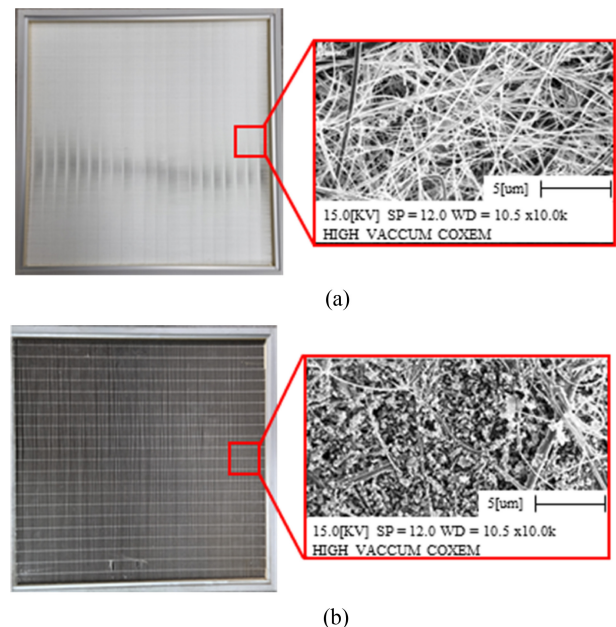 5[um]
15.0[KV] SP = 12.0 WD = 10.5 x10.0k
HIGH VACCUM COXEM
(a)
5[um]
15.0[KV] SP = 12.0 WD = 10.5 x10.0k
HIGH VACCUM COXEM
(b)